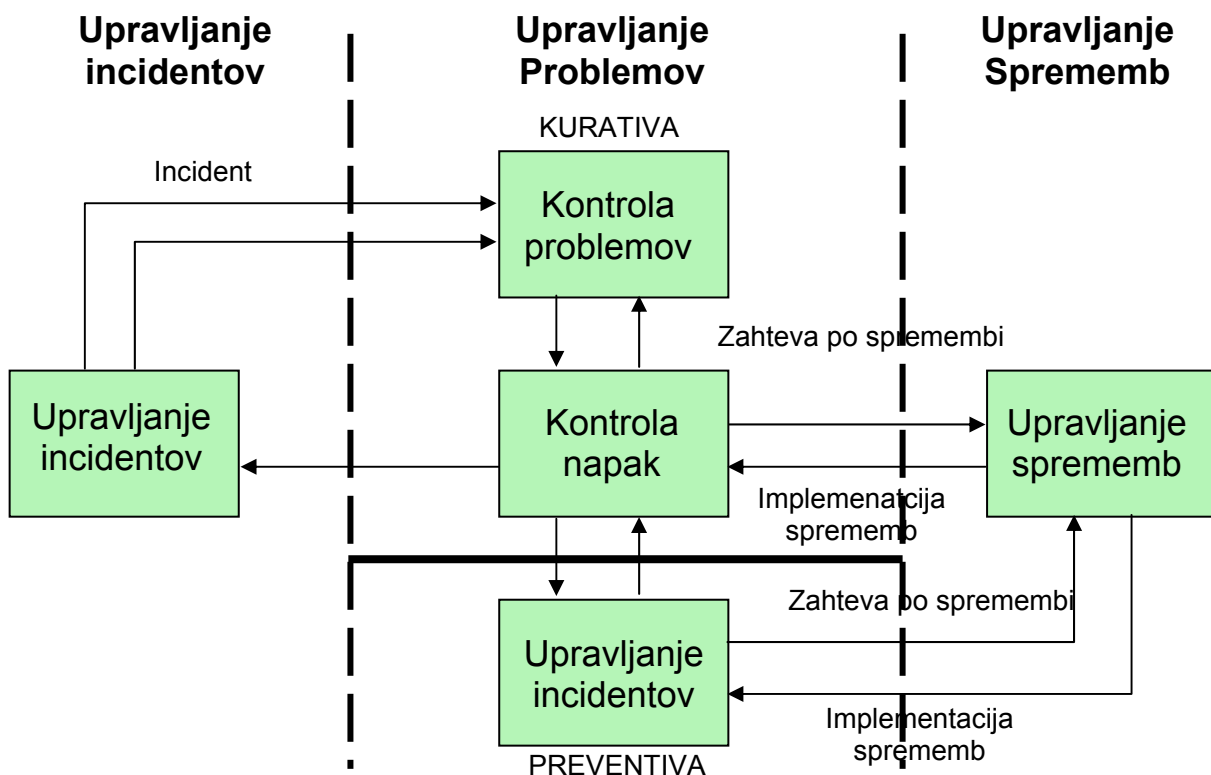 Upravljanje
incidentov
Upravljanje
Problemov
Upravljanje
Sprememb
KURATIVA
Incident
Kontrola
problemov
Zahteva po spremembi
Upravljanje
incidentov
Kontrola
napak
Upravljanje
sprememb
Implemenatcija
sprememb
Zahteva po spremembi
Upravljanje
incidentov
Implementacija
sprememb
PREVENTIVA